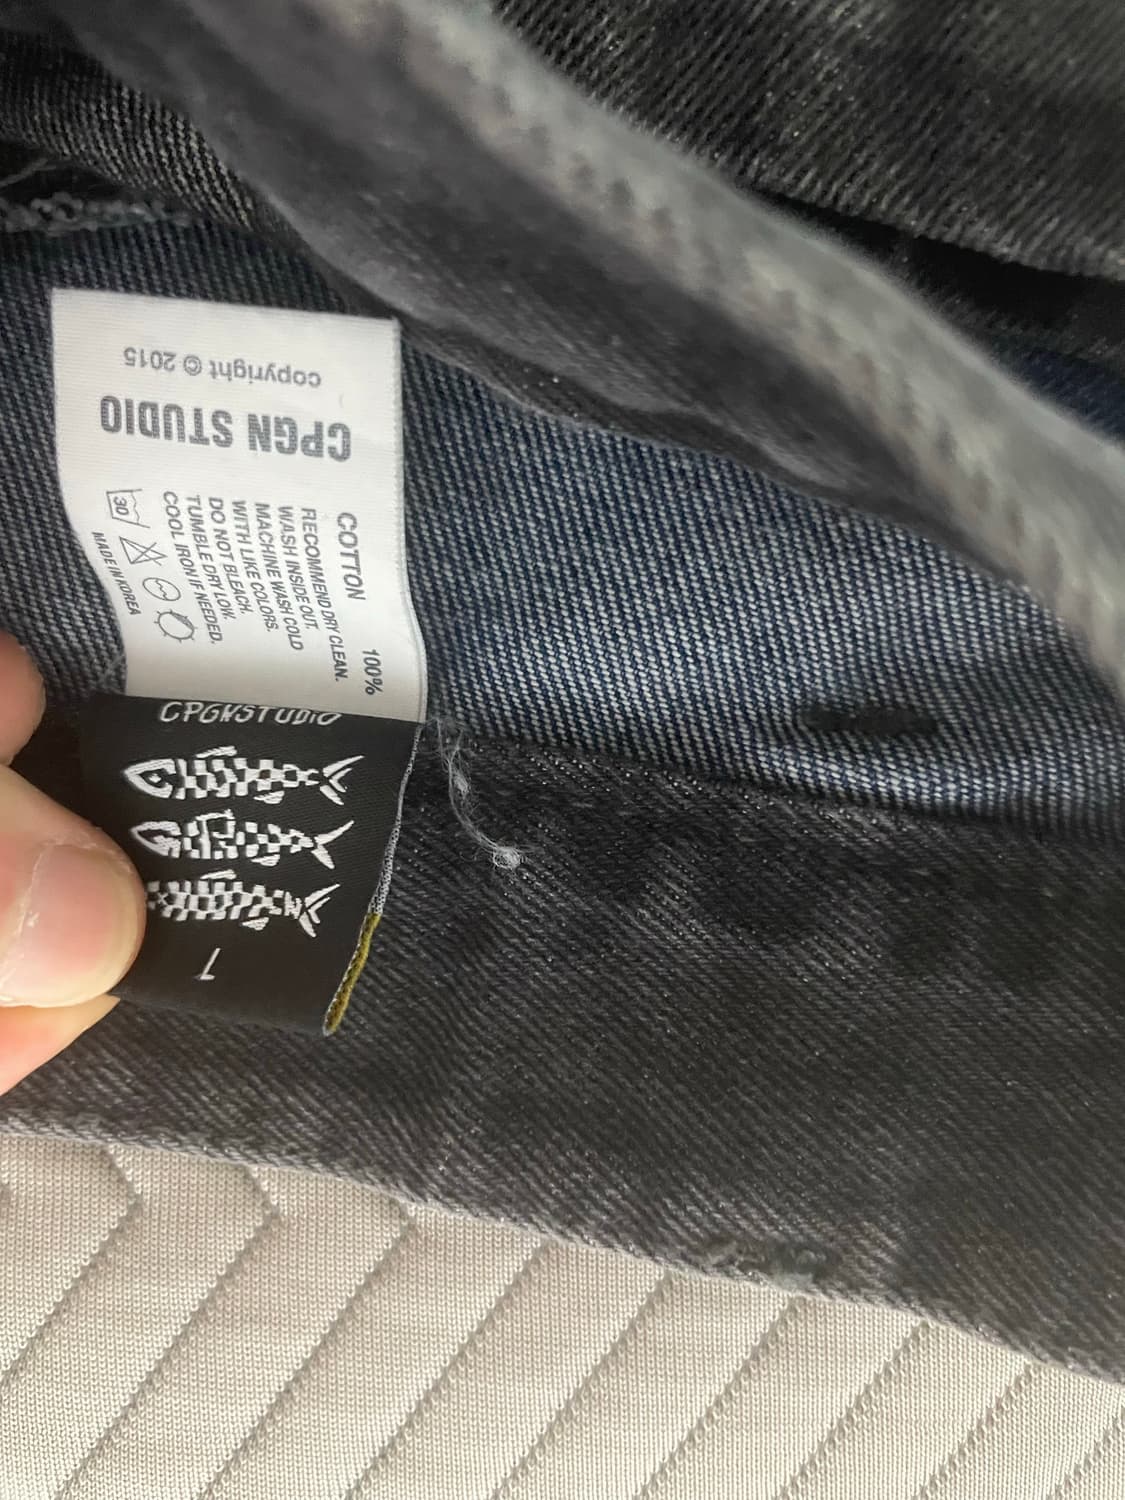 copyright © 2015
CPGN STUDIO
COTTON 100%
RECOMMEND DRY CLEAN.
WASH INSIDE OUT.
MACHINE WASH COLD
WITH LIKE COLORS.
DO NOT BLEACH.
TUMBLE DRY LOW.
COOL IRON IF NEEDED.
30
MADE IN KOREA
CPGNSTUDIO
1